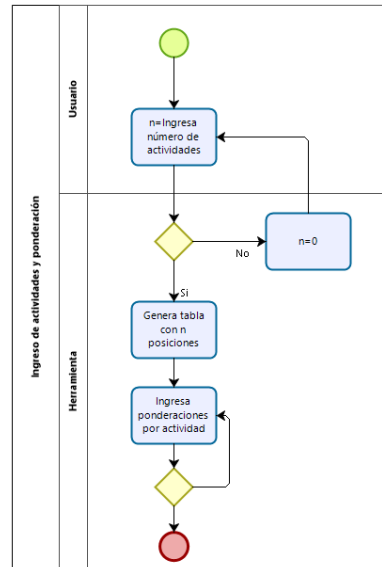 Ingreso de actividades y ponderación
Usuario
n=Ingresa
número de
actividades
Herramienta
No
n=0
Si
Genera tabla
con n
posiciones
Ingresa
ponderaciones
por actividad